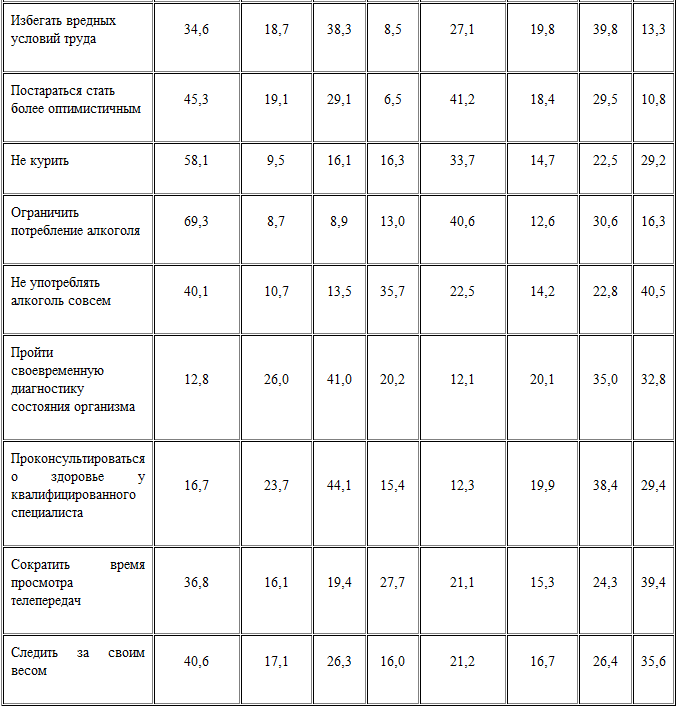 Избегать вредных
условий труда
34,6 18,7 38,3 8,5 27,1 19,8 39,8 13,3
Постараться стать
более оптимистичным
45,3 19,1 29,1 6,5 41,2 18,4 29,5 10,8
Не курить 58,1 9,5 16,1 16,3 33,7 14,7 22,5 29,2
Ограничить
потребление алкоголя
69,3 8,7 8,9 13,0 40,6 12,6 30,6 16,3
Не употреблять
алкоголь совсем
40,1 10,7 13,5 35,7 22,5 14,2 22,8 40,5
Пройти
своевременную
диагностику
состояния организма
12,8 26,0 41,0 20,2 12,1 20,1 35,0 32,8
Проконсультироваться
о здоровье у
квалифицированного
специалиста
16,7 23,7 44,1 15,4 12,3 19,9 38,4 29,4
Сократить время
просмотра
телепередач
36,8 16,1 19,4 27,7 21,1 15,3 24,3 39,4
Следить за своим
весом
40,6 17,1 26,3 16,0 21,2 16,7 26,4 35,6